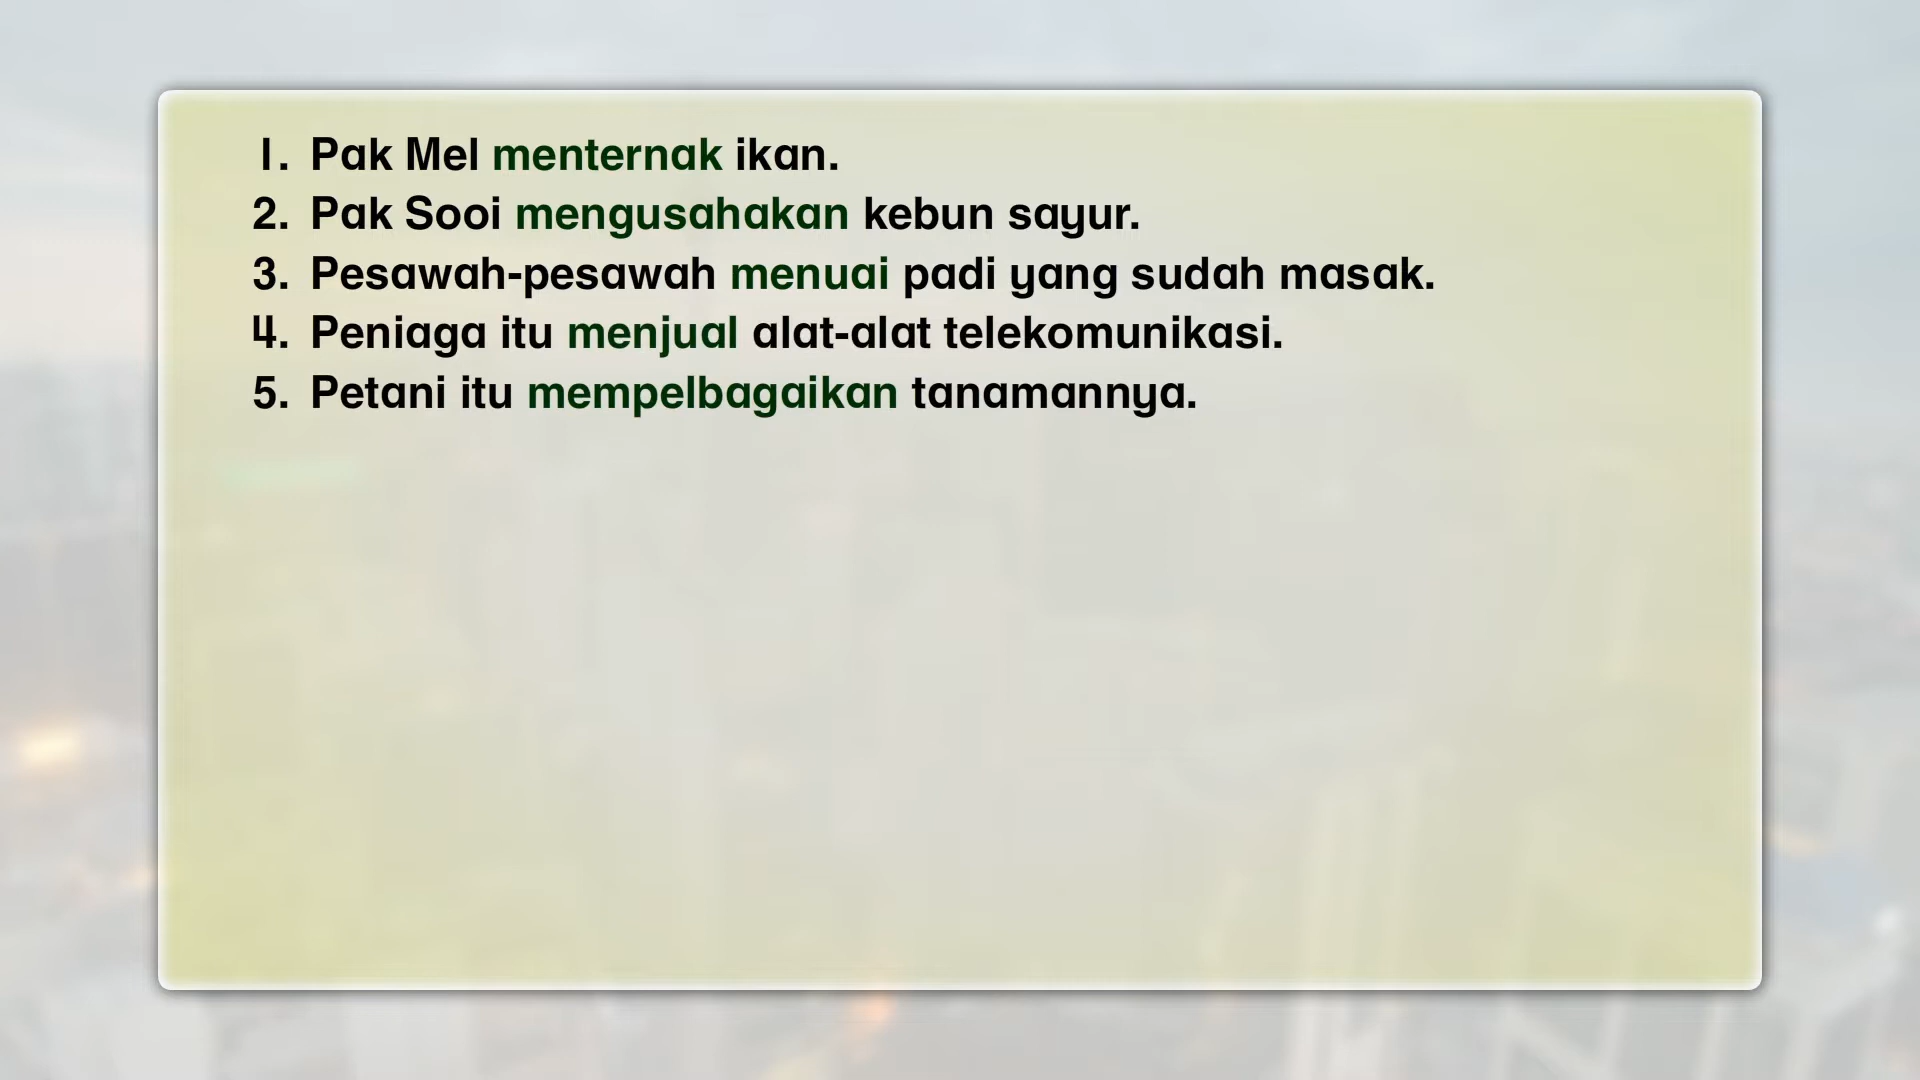 1. Pak Mel menternak ikan.
2. Pak Sooi mengusahakan kebun sayur.
3. Pesawah-pesawah menuai padi yang sudah masak.
4. Peniaga itu menjual alat-alat telekomunikasi.
5. Petani itu mempelbagaikan tanamannya.